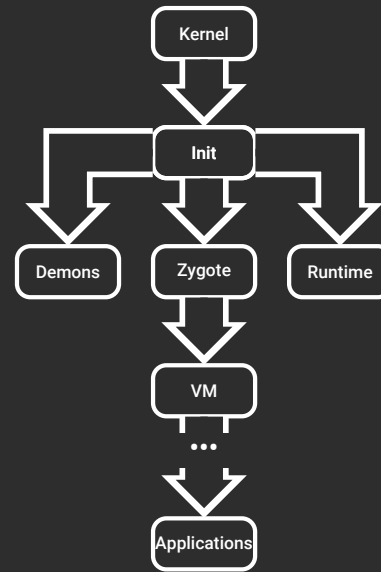 Kernel
Init
Demons
Zygote
Runtime
VM
...
Applications